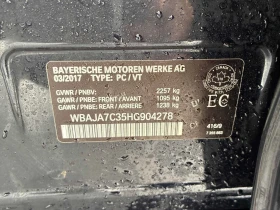 BAYERISCHE MOTOREN WERKE AG
03/2017 TYPE: PC / VT
GVWR / PNBV: 2257 kg
GAWR / PNBE: FRONT / AVANT 1095 kg
GAWR / PNBE: REAR / ARRIERE 1238 kg
WBAJA7C35HG904278
EC
416/9